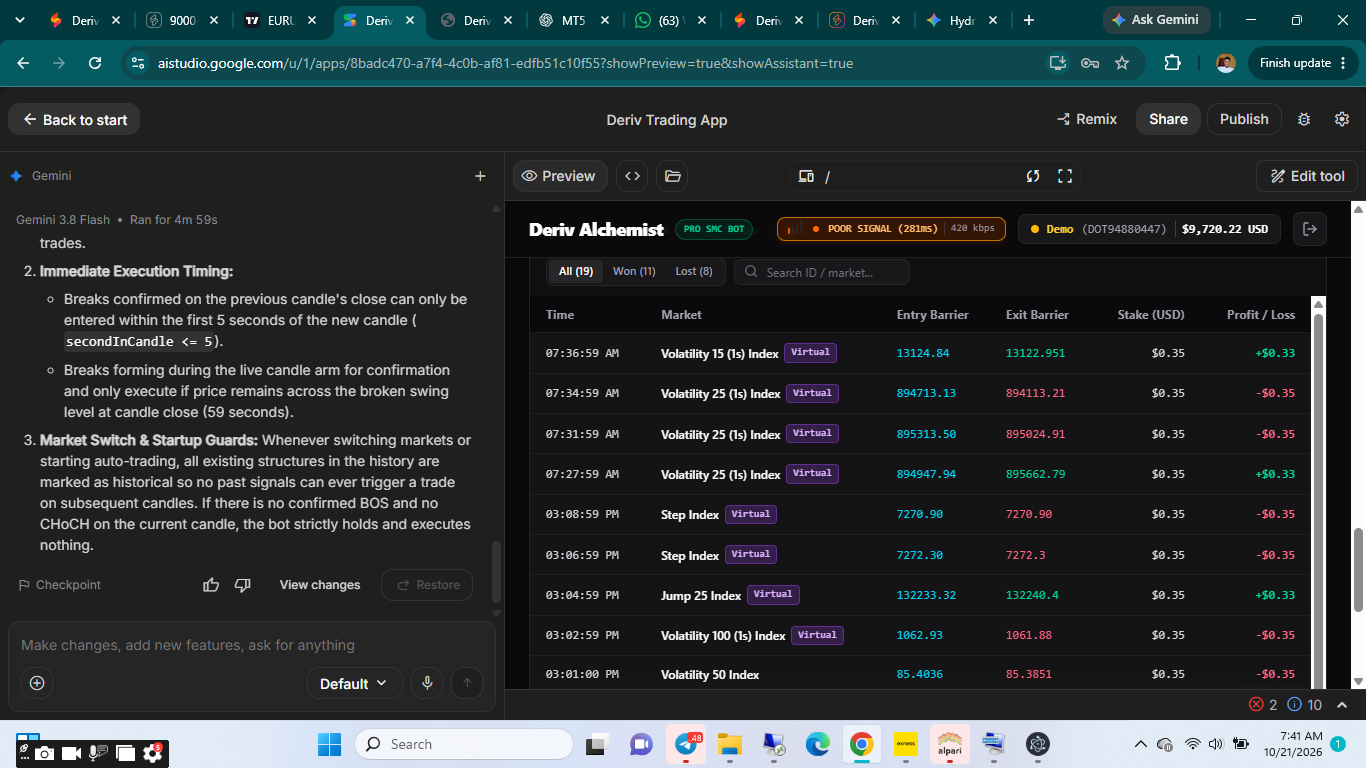 Deriv
9000
EURU
Deriv
Deriv
MT5
(63)
Deriv
Deriv
Hydr
Ask Gemini
aistudio.google.com/u/1/apps/8badc470-a7f4-4c0b-af81-edfb51c10f55?showPreview=true&showAssistant=true
Finish update
Back to start
Deriv Trading App
Remix
Share
Publish
Gemini
Gemini 3.8 Flash • Ran for 4m 59s
trades.
2. Immediate Execution Timing:
Breaks confirmed on the previous candle's close can only be
entered within the first 5 seconds of the new candle (
secondInCandle <= 5).
Breaks forming during the live candle arm for confirmation
and only execute if price remains across the broken swing
level at candle close (59 seconds).
3. Market Switch & Startup Guards: Whenever switching markets or
starting auto-trading, all existing structures in the history are
marked as historical so no past signals can ever trigger a trade
on subsequent candles. If there is no confirmed BOS and no
CHoCH on the current candle, the bot strictly holds and executes
nothing.
Checkpoint
View changes
Restore
Make changes, add new features, ask for anything
Default
Preview
/
Edit tool
Deriv Alchemist
PRO SMC BOT
POOR SIGNAL (281ms) 420 kbps
Demo (DOT94880447) $9,720.22 USD
All (19) Won (11) Lost (8)
Search ID / market...
Time Market Entry Barrier Exit Barrier Stake (USD) Profit / Loss
07:36:59 AM Volatility 15 (1s) Index Virtual 13124.84 13122.951 $0.35 +$0.33
07:34:59 AM Volatility 25 (1s) Index Virtual 894713.13 894113.21 $0.35 -$0.35
07:31:59 AM Volatility 25 (1s) Index Virtual 895313.50 895024.91 $0.35 -$0.35
07:27:59 AM Volatility 25 (1s) Index Virtual 894947.94 895662.79 $0.35 +$0.33
03:08:59 PM Step Index Virtual 7270.90 7270.90 $0.35 -$0.35
03:06:59 PM Step Index Virtual 7272.30 7272.3 $0.35 -$0.35
03:04:59 PM Jump 25 Index Virtual 132233.32 132240.4 $0.35 +$0.33
03:02:59 PM Volatility 100 (1s) Index Virtual 1062.93 1061.88 $0.35 -$0.35
03:01:00 PM Volatility 50 Index 85.4036 85.3851 $0.35 -$0.35
2 10
Search
48
exness
alpari
7:41 AM
10/21/2026
1
5